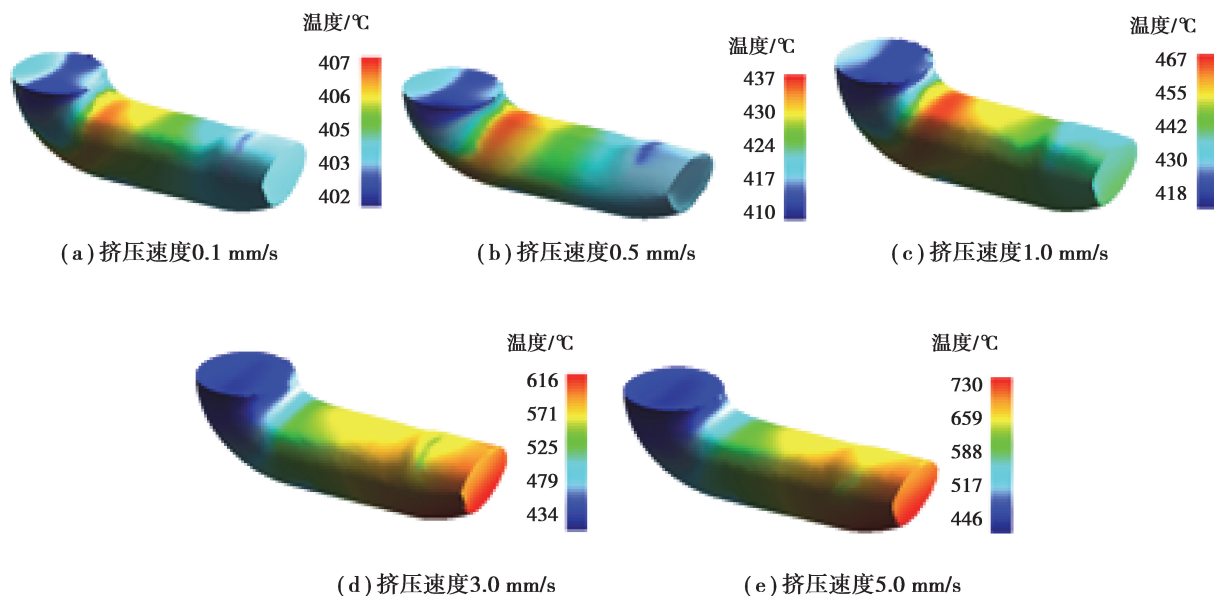 温度/℃
407
406
405
403
402
(a)挤压速度0.1 mm/s
温度/℃
437
430
424
417
410
(b)挤压速度0.5 mm/s
温度/℃
467
455
442
430
418
(c)挤压速度1.0 mm/s
温度/℃
616
571
525
479
434
(d)挤压速度3.0 mm/s
温度/℃
730
659
588
517
446
(e)挤压速度5.0 mm/s